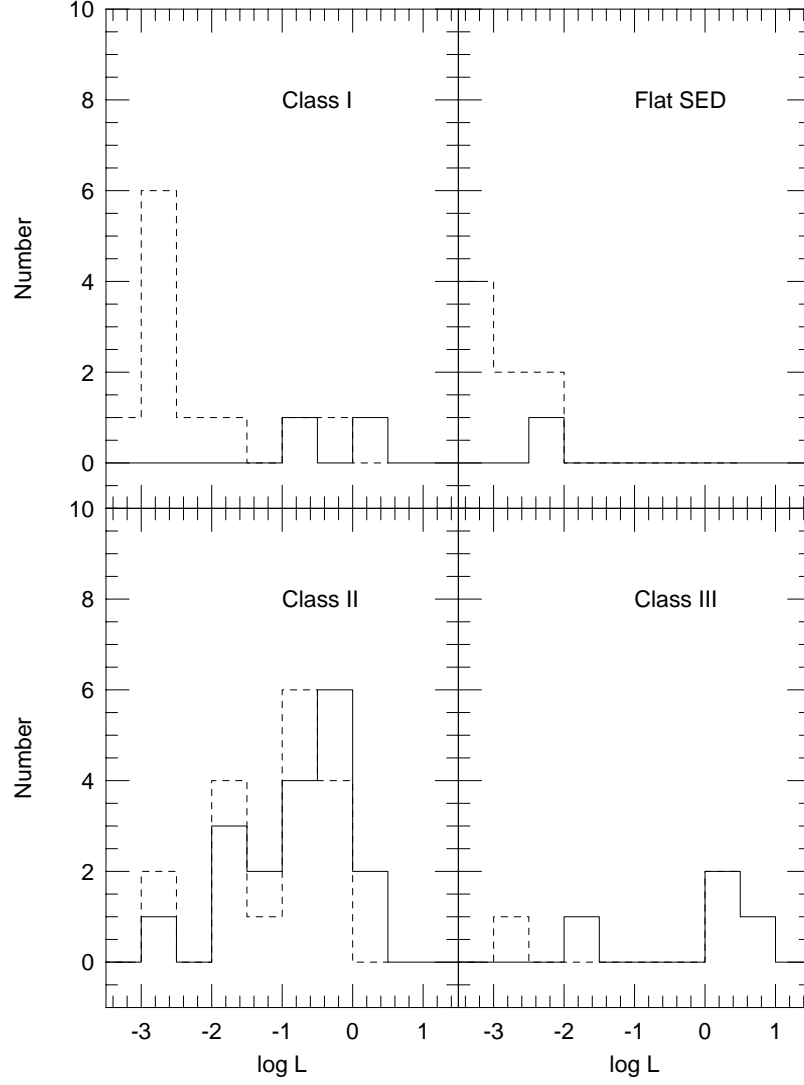 10
8
6
4
2
0
Number
Class I
Flat SED
10
8
6
4
2
0
Number
Class II
Class III
-3 -2 -1 0 1
-3 -2 -1 0 1
log L
log L